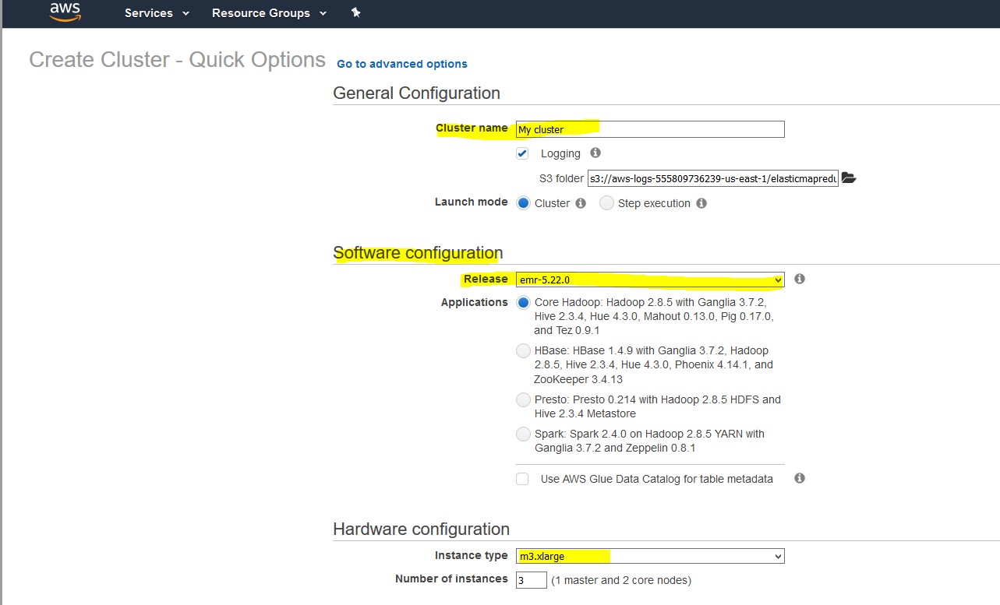 aws Services Resource Groups
Create Cluster - Quick Options Go to advanced options
General Configuration
Cluster name My cluster
Logging
S3 folder s3://aws-logs-555809736239-us-east-1/elasticmapredu
Launch mode Cluster Step execution
Software configuration
Release emr-5.22.0
Applications Core Hadoop: Hadoop 2.8.5 with Ganglia 3.7.2,
Hive 2.3.4, Hue 4.3.0, Mahout 0.13.0, Pig 0.17.0,
and Tez 0.9.1
HBase: HBase 1.4.9 with Ganglia 3.7.2, Hadoop
2.8.5, Hive 2.3.4, Hue 4.3.0, Phoenix 4.14.1, and
ZooKeeper 3.4.13
Presto: Presto 0.214 with Hadoop 2.8.5 HDFS and
Hive 2.3.4 Metastore
Spark: Spark 2.4.0 on Hadoop 2.8.5 YARN with
Ganglia 3.7.2 and Zeppelin 0.8.1
Use AWS Glue Data Catalog for table metadata
Hardware configuration
Instance type m3.xlarge
Number of instances 3 (1 master and 2 core nodes)